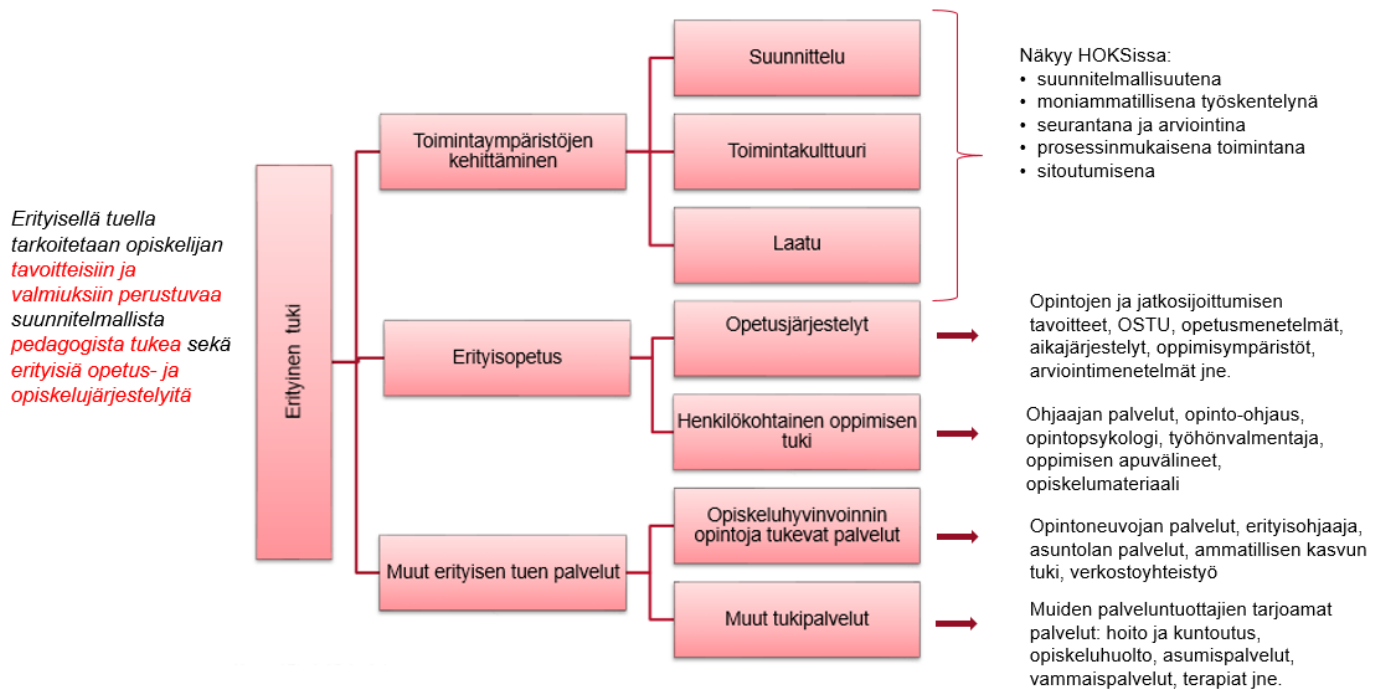 Erityisellä tuella
tarkoitetaan opiskelijan
tavoitteisiin ja
valmiuksiin perustuvaa
suunnitelmallista
pedagogista tukea sekä
erityisiä opetus- ja
opiskelujärjestelyitä
Erityinen tuki
Toimintaympäristöjen
kehittäminen
Suunnittelu
Toimintakulttuuri
Laatu
Näkyy HOKSissa:
• suunnitelmallisuutena
• moniammatillisena työskentelynä
• seurantana ja arviointina
• prosessinmukaisena toimintana
• sitoutumisena
Erityisopetus
Opetusjärjestelyt
Opintojen ja jatkosijoittumisen
tavoitteet, OSTU, opetusmenetelmät,
aikajärjestelyt, oppimisympäristöt,
arviointimenetelmät jne.
Henkilökohtainen oppimisen
tuki
Ohjaajan palvelut, opinto-ohjaus,
opintopsykologi, työhönvalmentaja,
oppimisen apuvälineet,
opiskelumateriaali
Muut erityisen tuen palvelut
Opiskeluhyvinvoinnin
opintoja tukevat palvelut
Opintoneuvojan palvelut, erityisohjaaja,
asuntolan palvelut, ammatillisen kasvun
tuki, verkostoyhteistyö
Muut tukipalvelut
Muiden palveluntuottajien tarjoamat
palvelut: hoito ja kuntoutus,
opiskeluhuolto, asumispalvelut,
vammaispalvelut, terapiat jne.